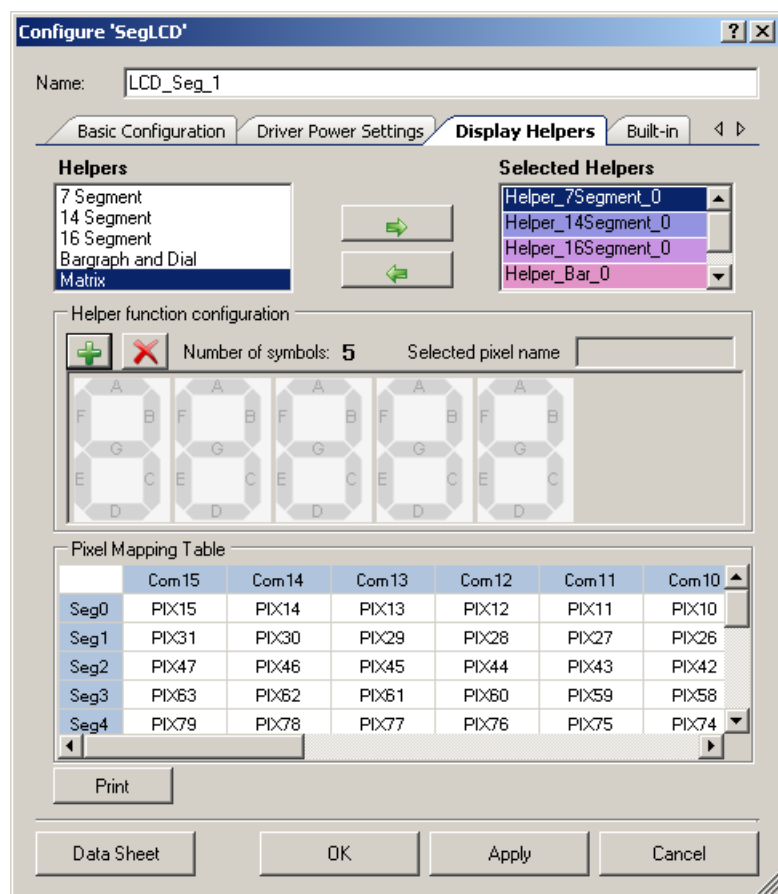 Configure 'SegLCD'
Name: LCD_Seg_1
Basic Configuration Driver Power Settings Display Helpers Built-in
Helpers Selected Helpers
7 Segment Helper_7Segment_0
14 Segment Helper_14Segment_0
16 Segment Helper_16Segment_0
Bargraph and Dial Helper_Bar_0
Matrix
Helper function configuration
Number of symbols: 5 Selected pixel name
A A A A A
F B F B F B F B F B
G G G G G
E C E C E C E C E C
D D D D D
Pixel Mapping Table
Com15 Com14 Com13 Com12 Com11 Com10
Seg0 PIX15 PIX14 PIX13 PIX12 PIX11 PIX10
Seg1 PIX31 PIX30 PIX29 PIX28 PIX27 PIX26
Seg2 PIX47 PIX46 PIX45 PIX44 PIX43 PIX42
Seg3 PIX63 PIX62 PIX61 PIX60 PIX59 PIX58
Seg4 PIX79 PIX78 PIX77 PIX76 PIX75 PIX74
Print
Data Sheet OK Apply Cancel